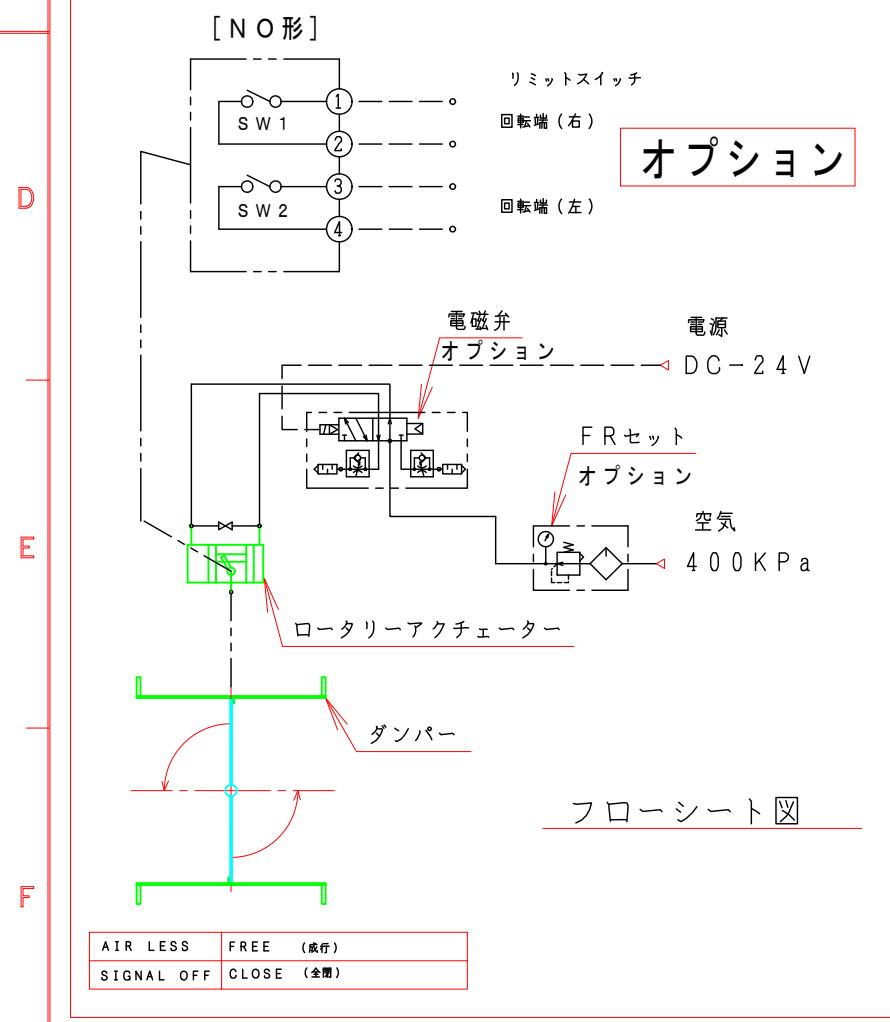 [NO形]
リミットスイッチ
①
SW1
回転端(右)
②
オプション
D
③
SW2
回転端(左)
④
電磁弁
オプション
電源
DC-24V
FRセット
オプション
空気
E
400KPa
ロータリーアクチェーター
ダンパー
フローシート図
F
AIR LESS FREE (成行)
SIGNAL OFF CLOSE (全閉)